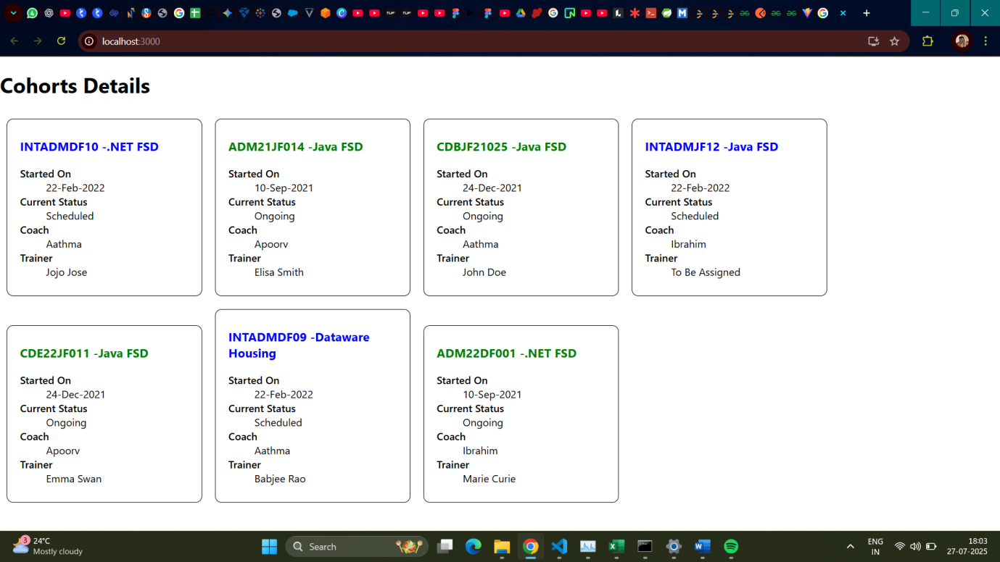 localhost:3000
Cohorts Details
INTADMDF10 -.NET FSD
Started On
22-Feb-2022
Current Status
Scheduled
Coach
Aathma
Trainer
Jojo Jose
ADM21JF014 -Java FSD
Started On
10-Sep-2021
Current Status
Ongoing
Coach
Apoorv
Trainer
Elisa Smith
CDBJF21025 -Java FSD
Started On
24-Dec-2021
Current Status
Ongoing
Coach
Aathma
Trainer
John Doe
INTADMJF12 -Java FSD
Started On
22-Feb-2022
Current Status
Scheduled
Coach
Ibrahim
Trainer
To Be Assigned
CDE22JF011 -Java FSD
Started On
24-Dec-2021
Current Status
Ongoing
Coach
Apoorv
Trainer
Emma Swan
INTADMDF09 -Dataware
Housing
Started On
22-Feb-2022
Current Status
Scheduled
Coach
Aathma
Trainer
Babjee Rao
ADM22DF001 -.NET FSD
Started On
10-Sep-2021
Current Status
Ongoing
Coach
Ibrahim
Trainer
Marie Curie
3
24°C
Mostly cloudy
Search
ENG
IN
18:03
27-07-2025